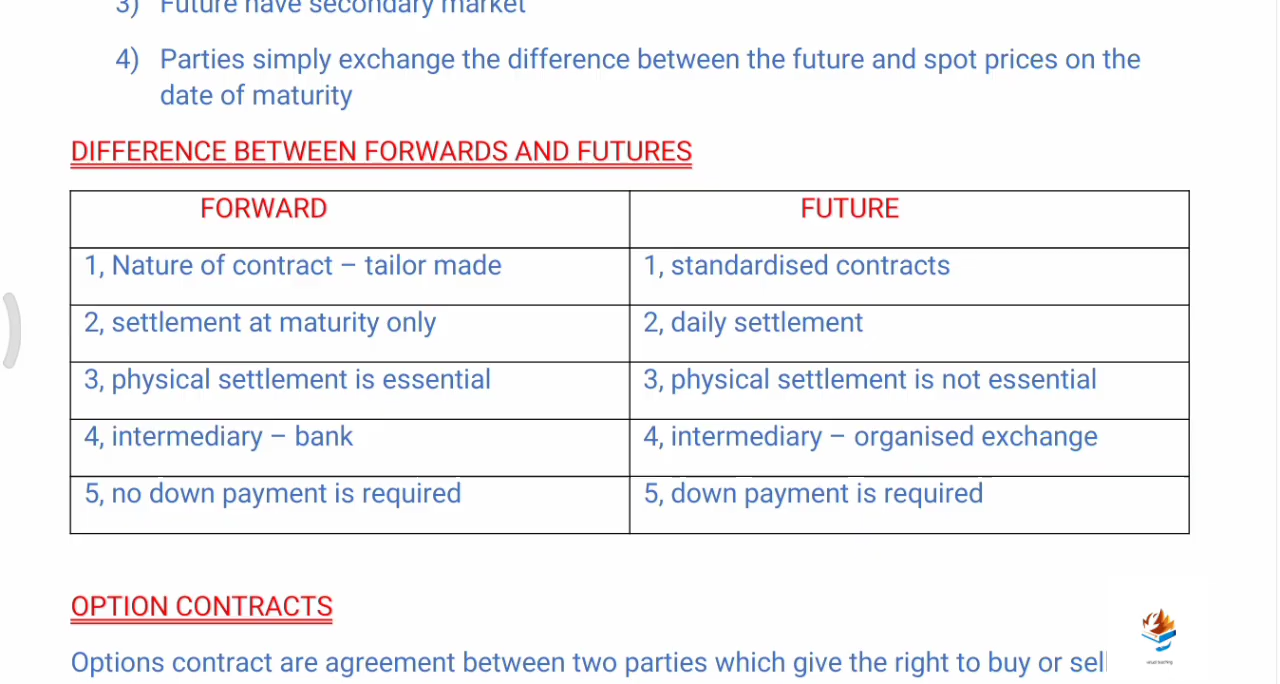 3) Future have secondary market
4) Parties simply exchange the difference between the future and spot prices on the
date of maturity
DIFFERENCE BETWEEN FORWARDS AND FUTURES
FORWARD FUTURE
1, Nature of contract – tailor made 1, standardised contracts
2, settlement at maturity only 2, daily settlement
3, physical settlement is essential 3, physical settlement is not essential
4, intermediary – bank 4, intermediary – organised exchange
5, no down payment is required 5, down payment is required
OPTION CONTRACTS
Options contract are agreement between two parties which give the right to buy or sell